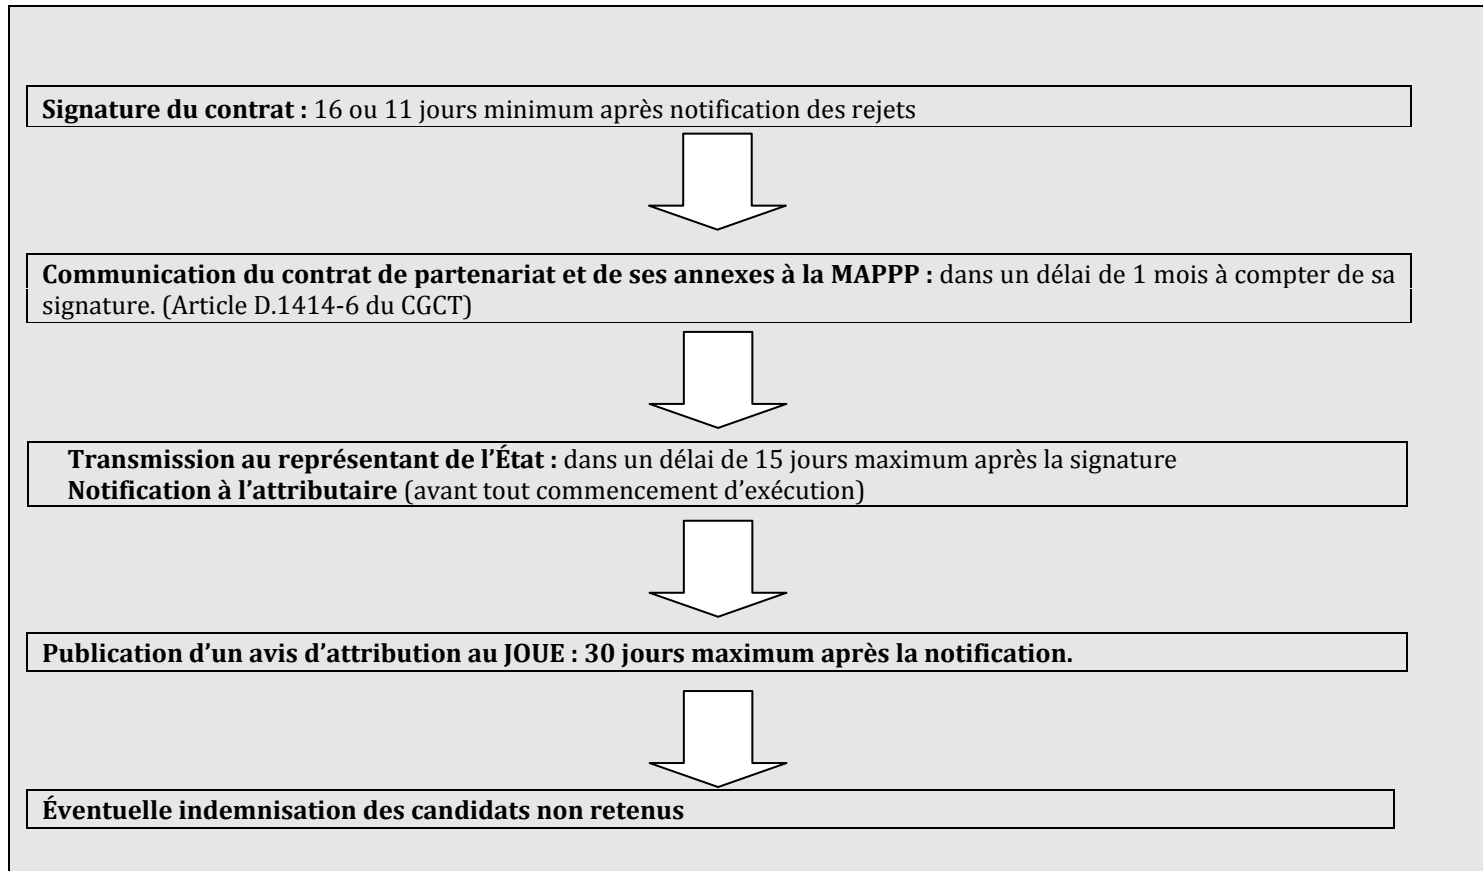 Signature du contrat : 16 ou 11 jours minimum après notification des rejets
Communication du contrat de partenariat et de ses annexes à la MAPPP : dans un délai de 1 mois à compter de sa
signature. (Article D.1414-6 du CGCT)
Transmission au représentant de l’État : dans un délai de 15 jours maximum après la signature
Notification à l’attributaire (avant tout commencement d’exécution)
Publication d’un avis d’attribution au JOUE : 30 jours maximum après la notification.
Éventuelle indemnisation des candidats non retenus